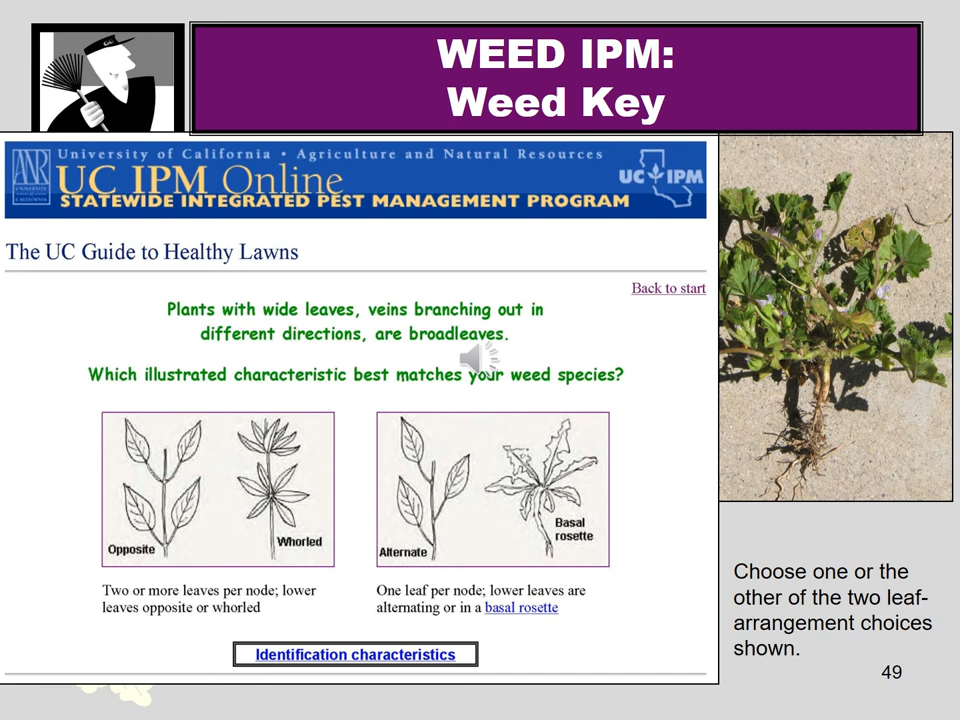 WEED IPM:
Weed Key
ANR
UNIVERSITY
of
CALIFORNIA
University of California • Agriculture and Natural Resources
UC IPM Online
STATEWIDE INTEGRATED PEST MANAGEMENT PROGRAM
UC IPM
The UC Guide to Healthy Lawns
Back to start
Plants with wide leaves, veins branching out in
different directions, are broadleaves.
Which illustrated characteristic best matches your weed species?
Opposite
Whorled
Alternate
Basal
rosette
Two or more leaves per node; lower
leaves opposite or whorled
One leaf per node; lower leaves are
alternating or in a basal rosette
Identification characteristics
Choose one or the
other of the two leaf-
arrangement choices
shown.
49